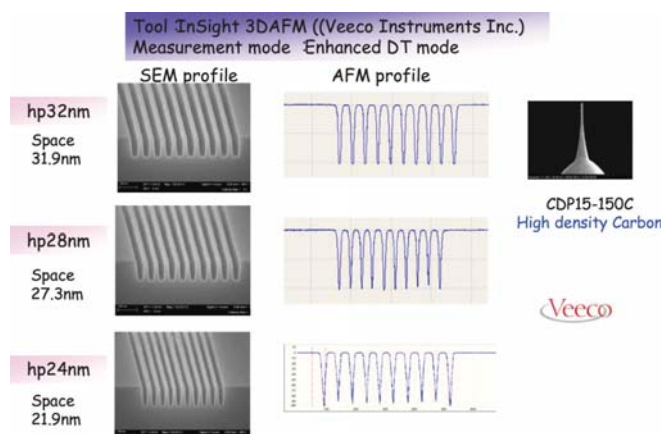 Tool InSight 3DAFM ((Veeco Instruments Inc.)
Measurement mode Enhanced DT mode
SEM profile
AFM profile
hp32nm
Space
31.9nm
CDP15-150C
High density Carbon
hp28nm
Space
27.3nm
Veeco
hp24nm
Space
21.9nm